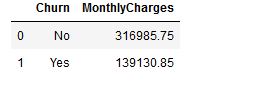 Churn MonthlyCharges
0 No 316985.75
1 Yes 139130.85